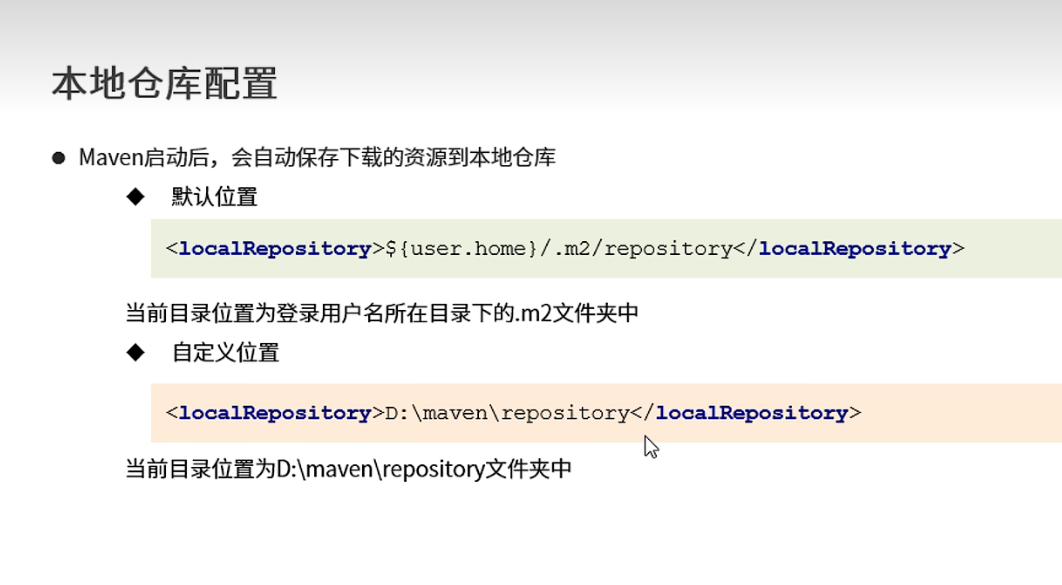 本地仓库配置
● Maven启动后，会自动保存下载的资源到本地仓库
◆ 默认位置
<localRepository>${user.home}/.m2/repository</localRepository>
当前目录位置为登录用户名所在目录下的.m2文件夹中
◆ 自定义位置
<localRepository>D:\maven\repository</localRepository>
当前目录位置为D:\maven\repository文件夹中